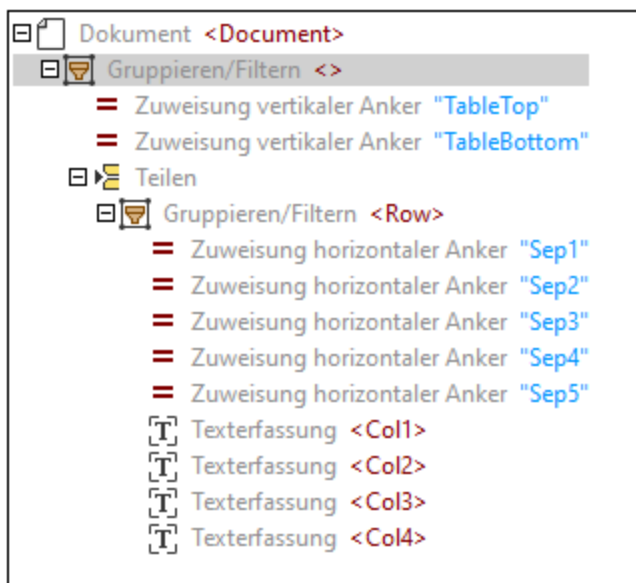 Dokument <Document>
Gruppieren/Filtern <>
= Zuweisung vertikaler Anker "TableTop"
= Zuweisung vertikaler Anker "TableBottom"
Teilen
Gruppieren/Filtern <Row>
= Zuweisung horizontaler Anker "Sep1"
= Zuweisung horizontaler Anker "Sep2"
= Zuweisung horizontaler Anker "Sep3"
= Zuweisung horizontaler Anker "Sep4"
= Zuweisung horizontaler Anker "Sep5"
T Texterfassung <Col1>
T Texterfassung <Col2>
T Texterfassung <Col3>
T Texterfassung <Col4>